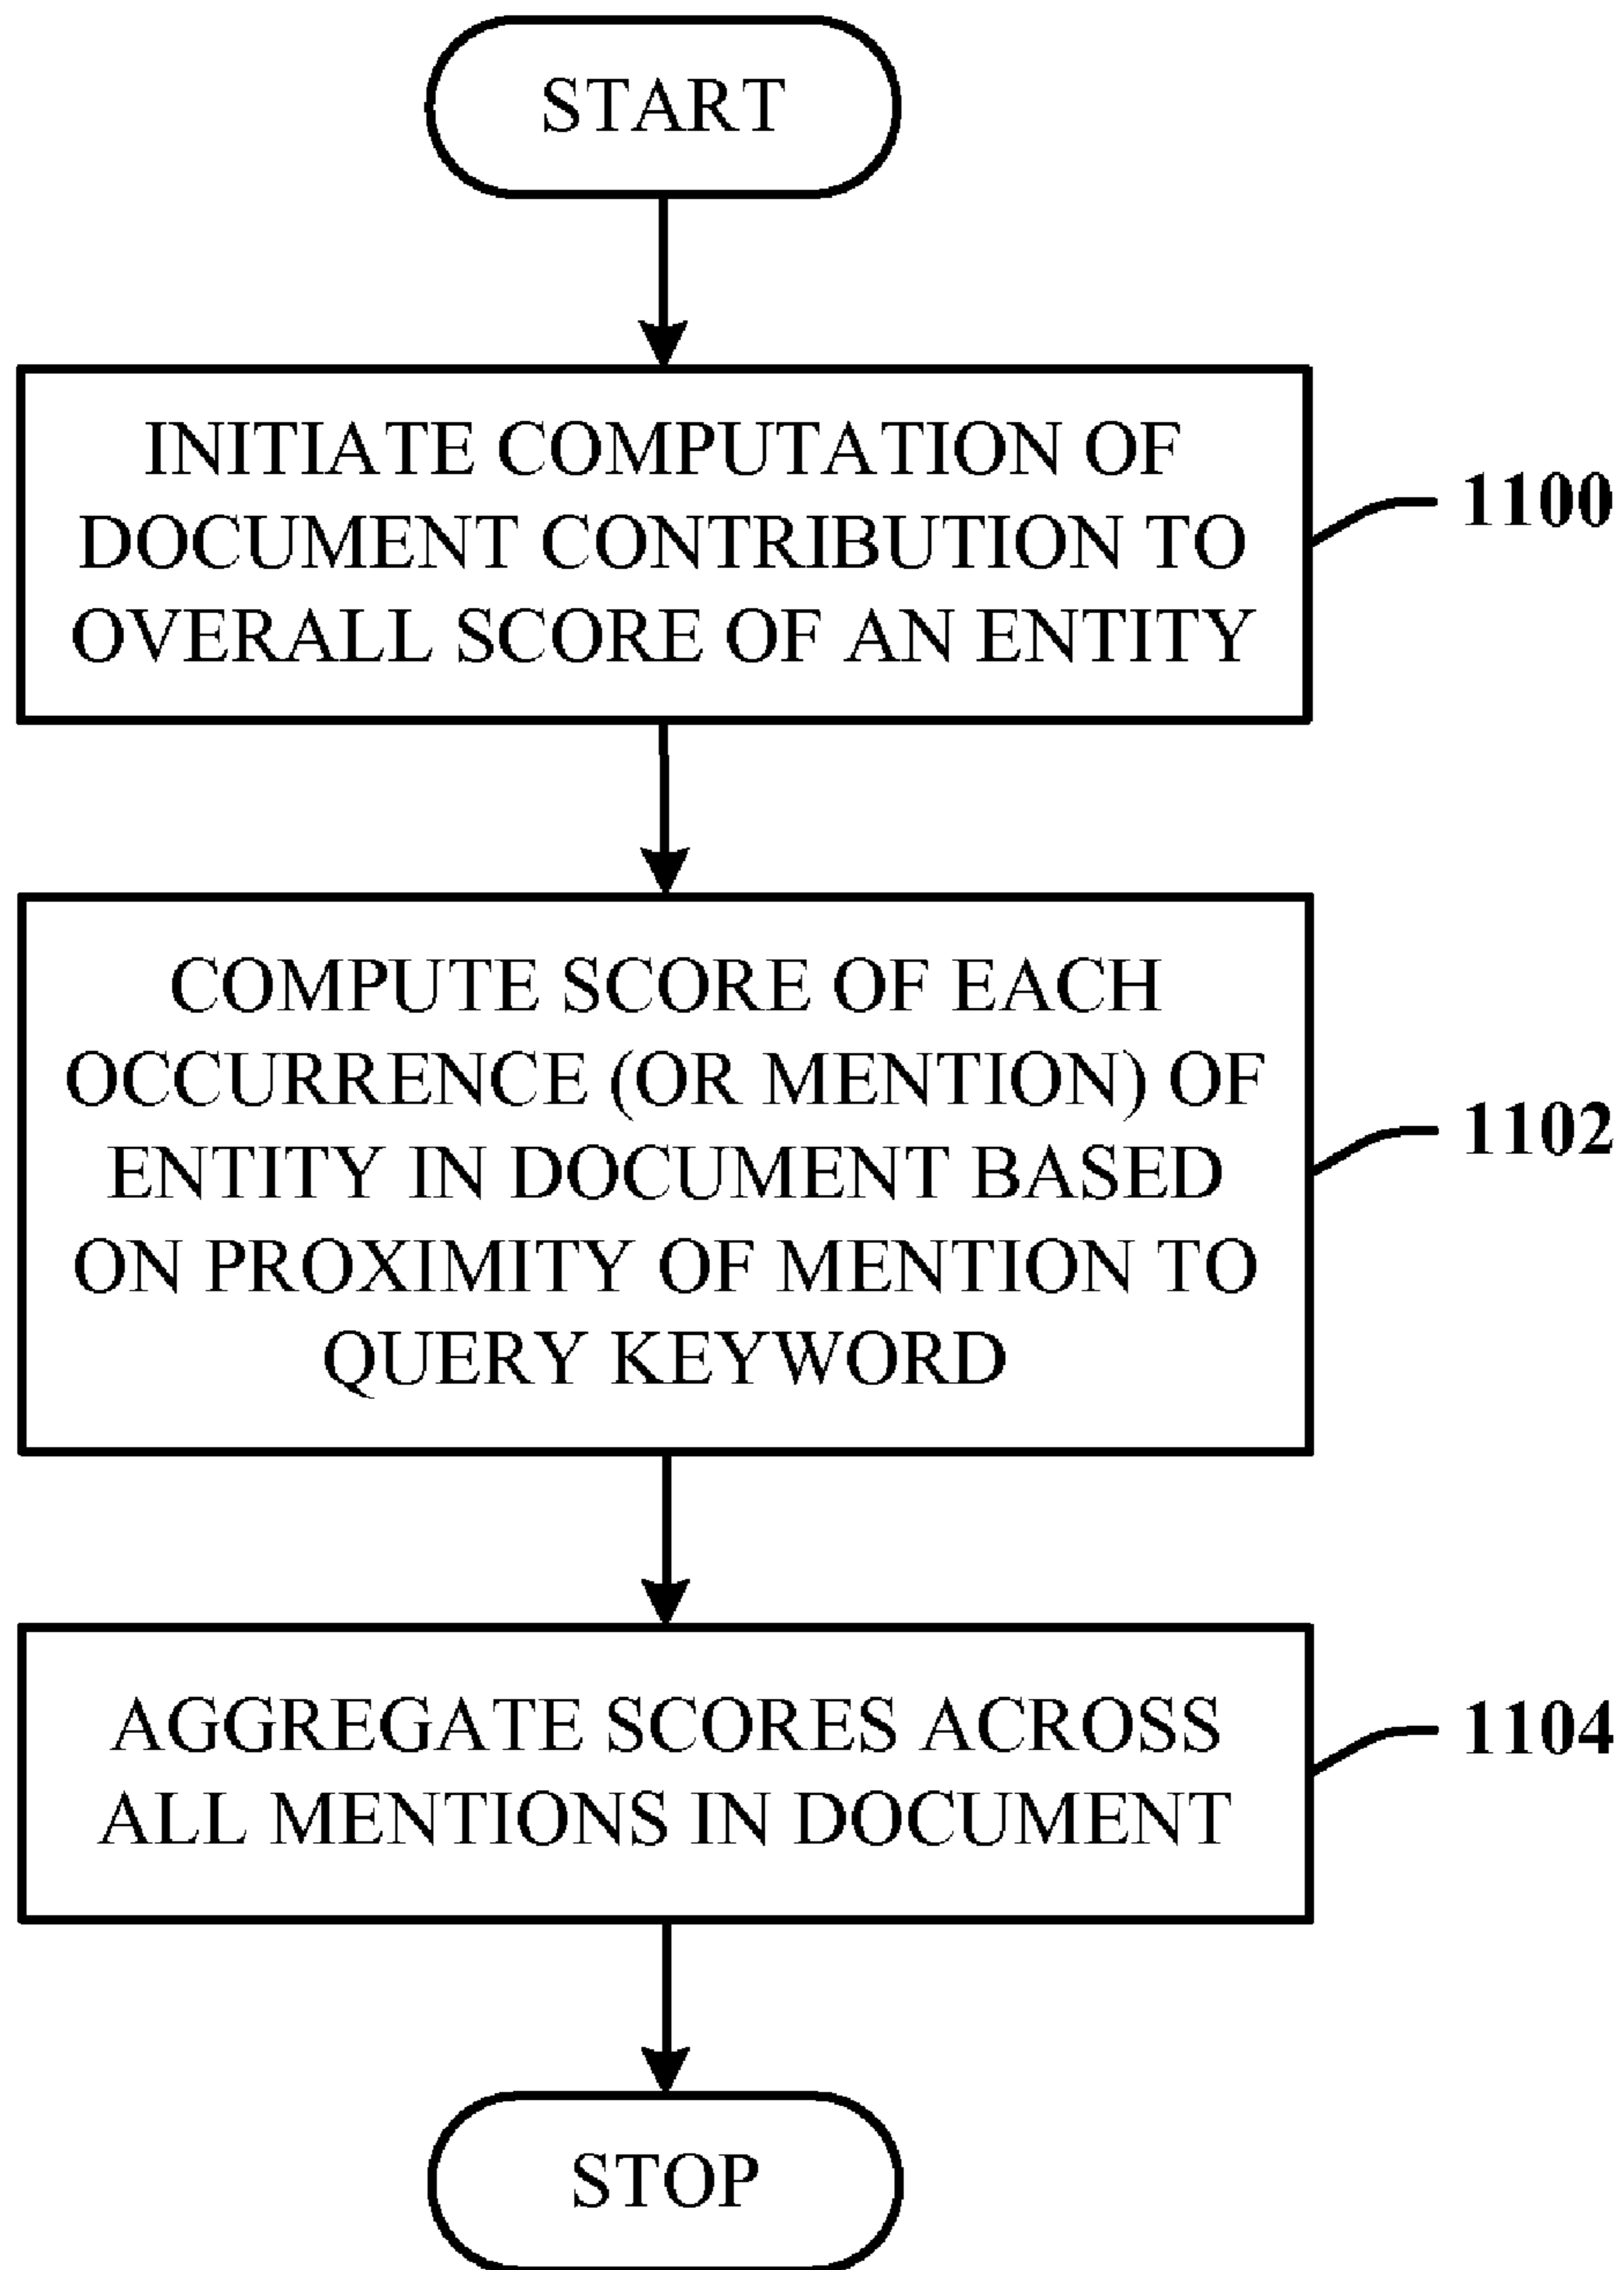 START
INITIATE COMPUTATION OF
DOCUMENT CONTRIBUTION TO
OVERALL SCORE OF AN ENTITY
1100
COMPUTE SCORE OF EACH
OCCURRENCE (OR MENTION) OF
ENTITY IN DOCUMENT BASED
ON PROXIMITY OF MENTION TO
QUERY KEYWORD
1102
AGGREGATE SCORES ACROSS
ALL MENTIONS IN DOCUMENT
1104
STOP